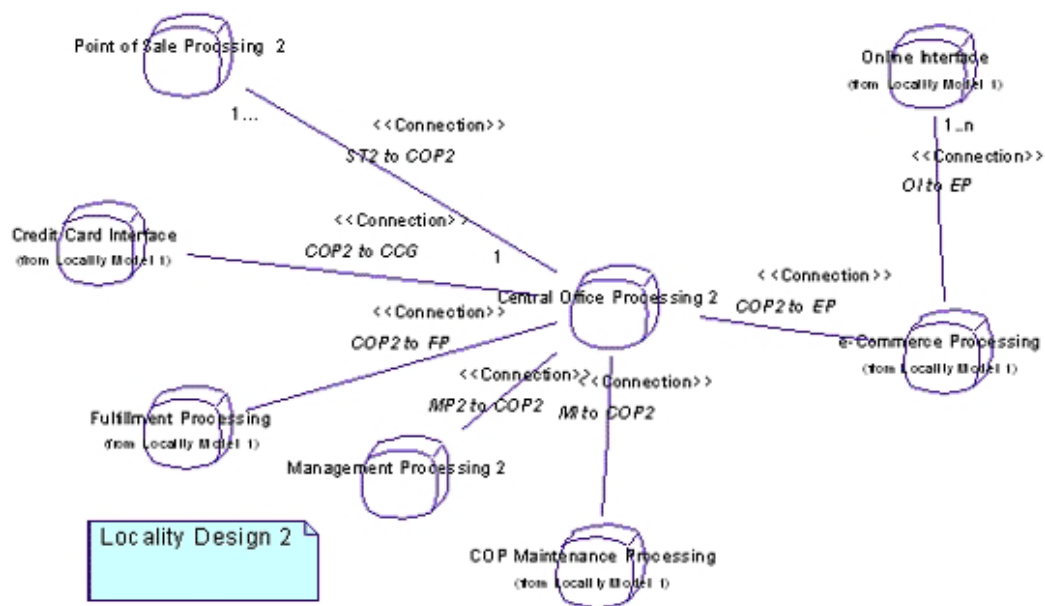 Point of Sale Processing 2
Online Interface
(from Locality Model 1)
1...
1..n
<<Connection>>
ST2 to COP2
<<Connection>>
OI to EP
Credit Card Interface
(from Locality Model 1)
<<Connection>>
COP2 to CCG
1
<<Connection>>
COP2 to EP
Central Office Processing 2
<<Connection>>
COP2 to FP
e-Commerce Processing
(from Locality Model 1)
<<Connection>>
MP2 to COP2
<<Connection>>
MI to COP2
Fulfillment Processing
(from Locality Model 1)
Management Processing 2
Locality Design 2
COP Maintenance Processing
(from Locality Model 1)